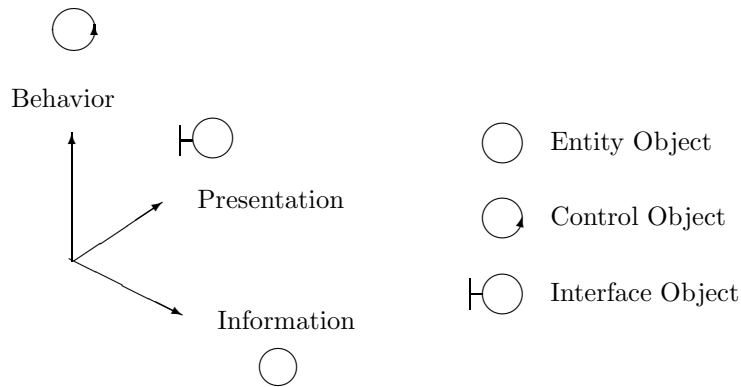 Behavior
Presentation
Information
Entity Object
Control Object
Interface Object